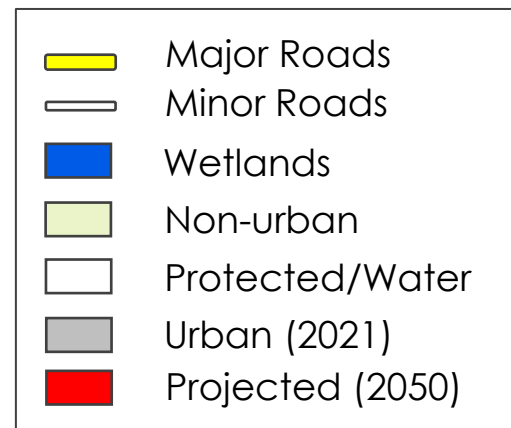 Major Roads
Minor Roads
Wetlands
Non-urban
Protected/Water
Urban (2021)
Projected (2050)